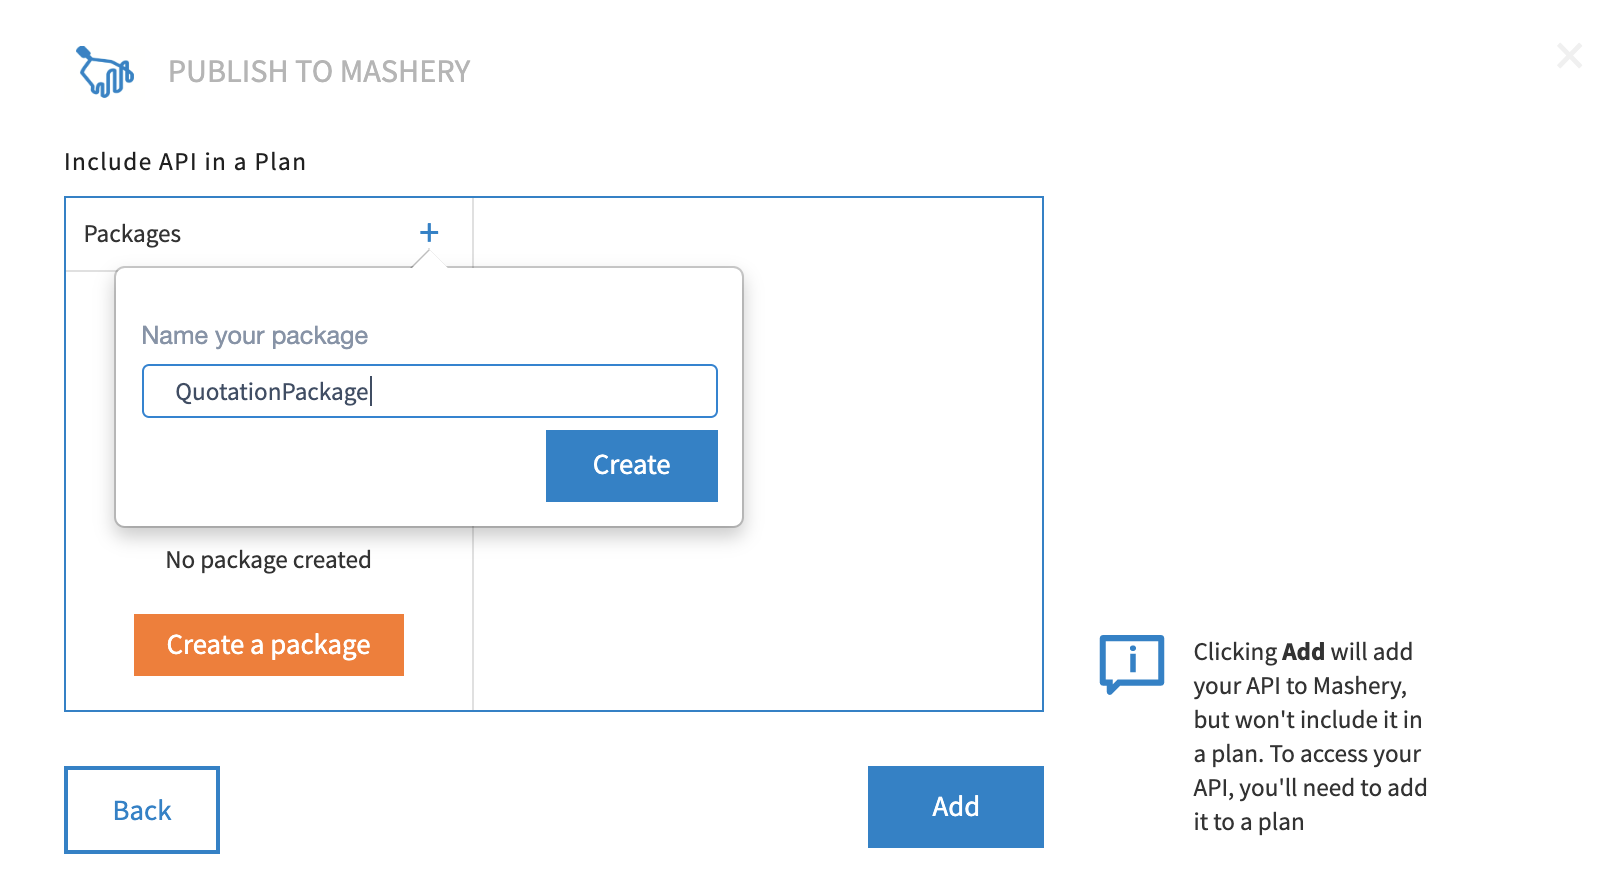 PUBLISH TO MASHERY
Include API in a Plan
Packages
Name your package
QuotationPackage
Create
No package created
Create a package
Clicking Add will add
your API to Mashery,
but won't include it in
a plan. To access your
API, you'll need to add
it to a plan
Back
Add